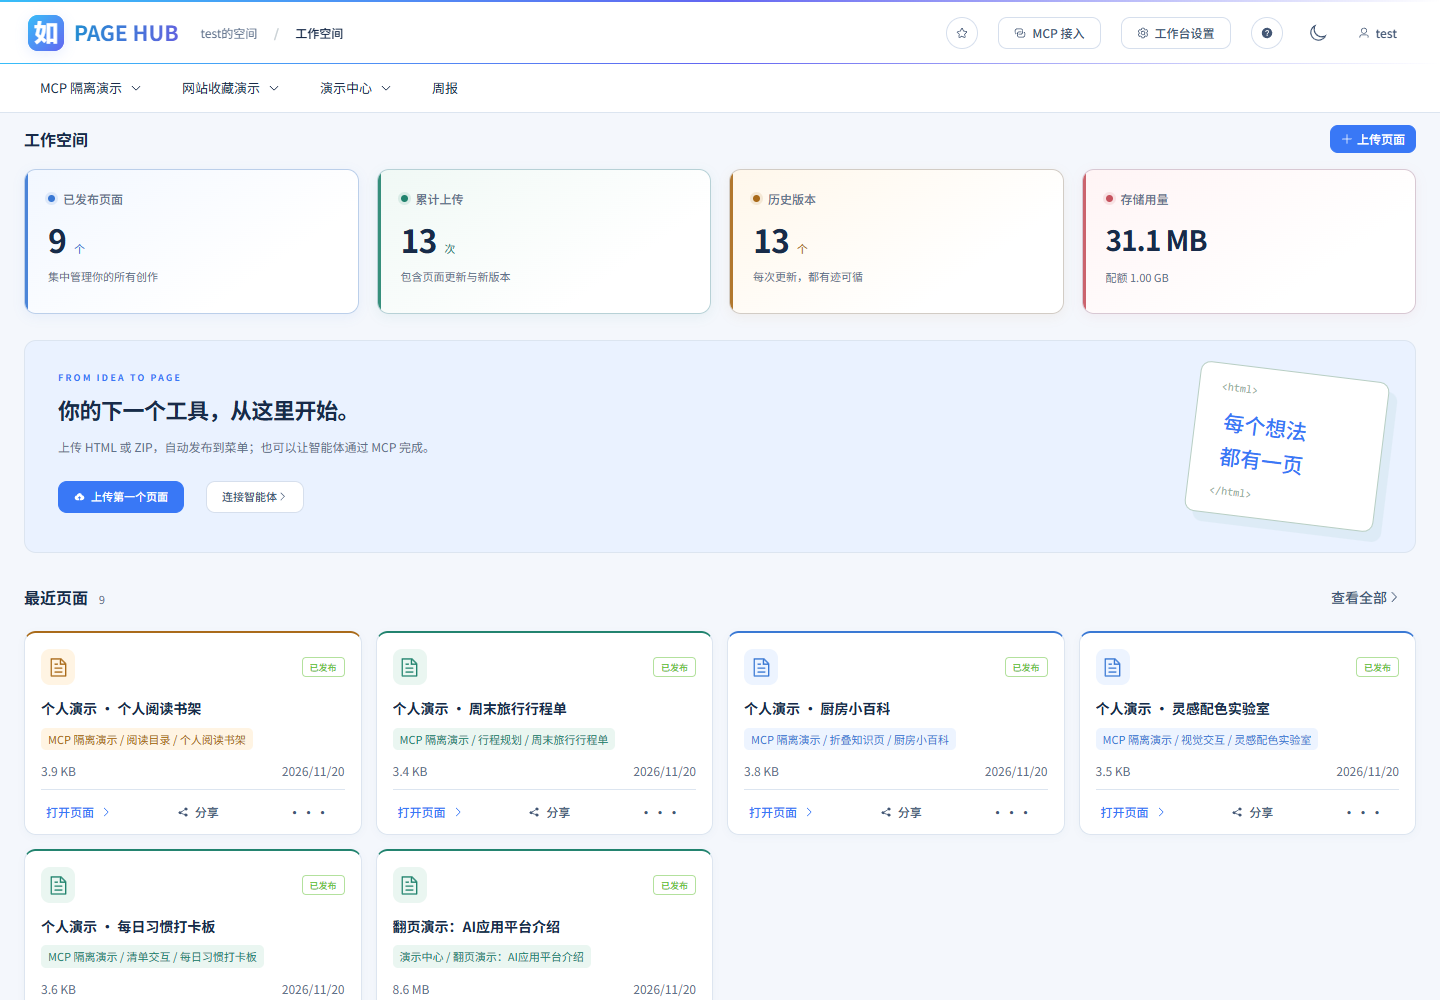 如 PAGE HUB test的空间 / 工作空间 MCP 接入 工作台设置 test
MCP 隔离演示 网站收藏演示 演示中心 周报
工作空间 上传页面
已发布页面 累计上传 历史版本 存储用量
9 个 13 次 13 个 31.1 MB
集中管理你的所有创作 包含页面更新与新版本 每次更新，都有迹可循 配额 1.00 GB
FROM IDEA TO PAGE
你的下一个工具，从这里开始。
上传 HTML 或 ZIP，自动发布到菜单；也可以让智能体通过 MCP 完成。
上传第一个页面 连接智能体
<html>
每个想法
都有一页
</html>
最近页面 9 查看全部
已发布 已发布 已发布 已发布
个人演示 · 个人阅读书架 个人演示 · 周末旅行行程单 个人演示 · 厨房小百科 个人演示 · 灵感配色实验室
MCP 隔离演示 / 阅读目录 / 个人阅读书架 MCP 隔离演示 / 行程规划 / 周末旅行行程单 MCP 隔离演示 / 折叠知识页 / 厨房小百科 MCP 隔离演示 / 视觉交互 / 灵感配色实验室
3.9 KB 2026/11/20 3.4 KB 2026/11/20 3.8 KB 2026/11/20 3.5 KB 2026/11/20
打开页面 分享 打开页面 分享 打开页面 分享 打开页面 分享
已发布 已发布
个人演示 · 每日习惯打卡板 翻页演示：AI应用平台介绍
MCP 隔离演示 / 清单交互 / 每日习惯打卡板 演示中心 / 翻页演示：AI应用平台介绍
3.6 KB 2026/11/20 8.6 MB 2026/11/20